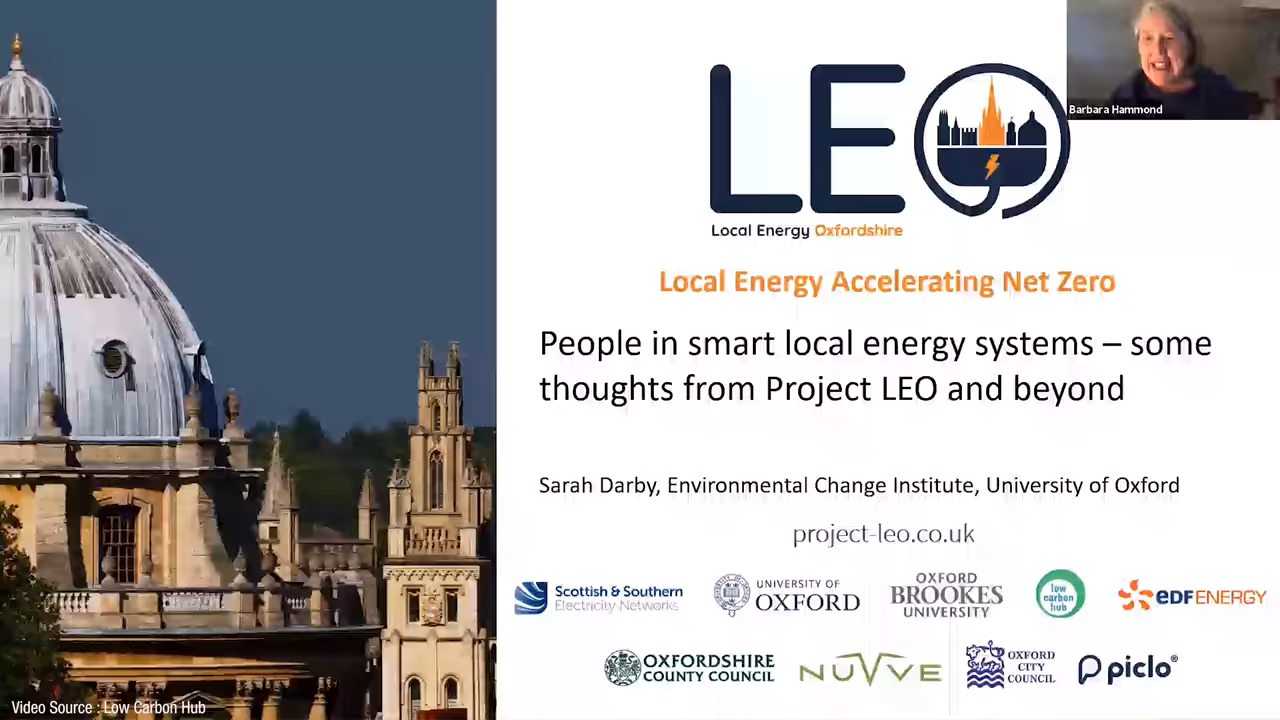 Barbara Hammond
LEO
Local Energy Oxfordshire
Local Energy Accelerating Net Zero
People in smart local energy systems – some
thoughts from Project LEO and beyond
Sarah Darby, Environmental Change Institute, University of Oxford
project-leo.co.uk
Scottish & Southern
Electricity Networks
UNIVERSITY OF
OXFORD
OXFORD
BROOKES
UNIVERSITY
low
carbon
hub
eDF ENERGY
OXFORDSHIRE
COUNTY COUNCIL
NUVVE
OXFORD
CITY
COUNCIL
piclo®
Video Source : Low Carbon Hub